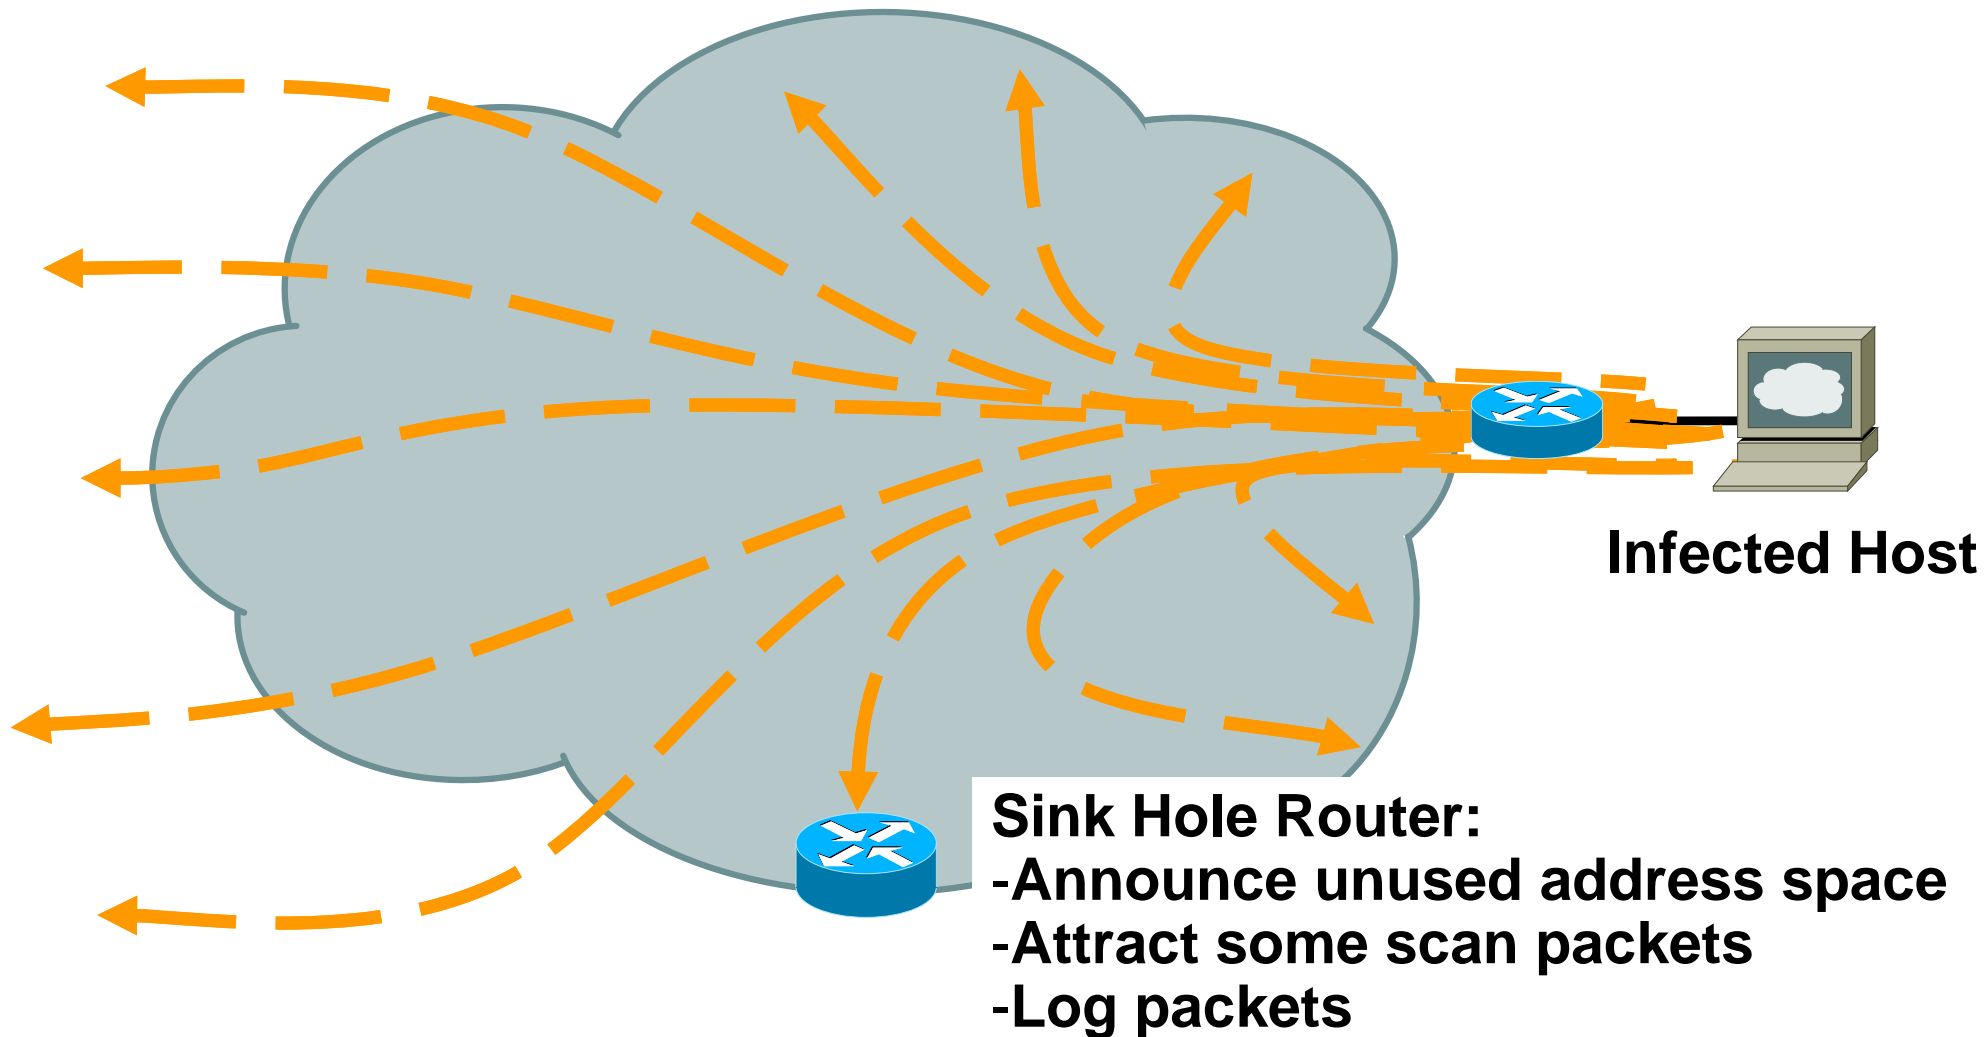 Infected Host
Sink Hole Router:
-Announce unused address space
-Attract some scan packets
-Log packets